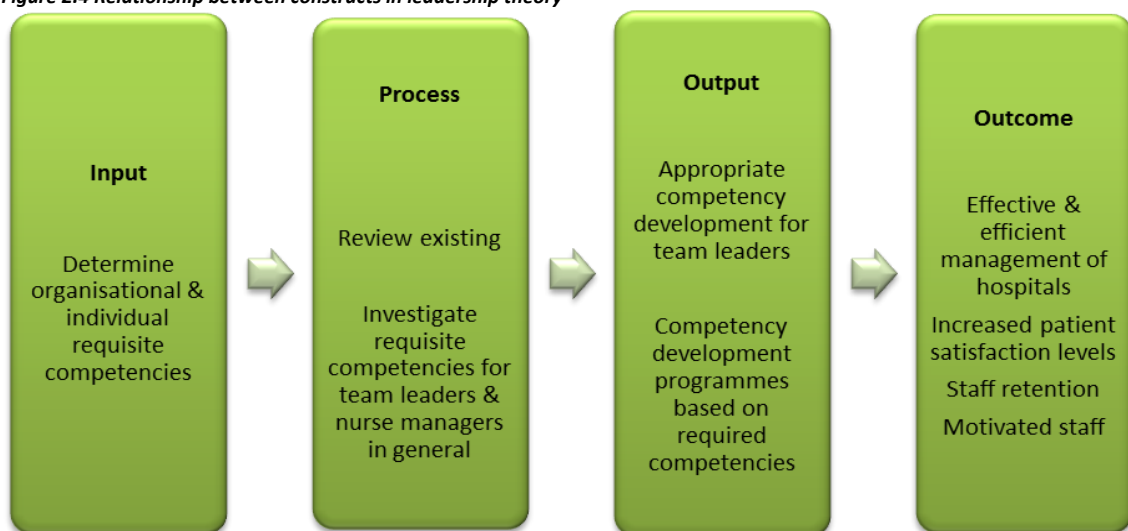 Figure 2.4 Relationship between constructs in leadership theory
Input
Determine
organisational &
individual
requisite
competencies
Process
Review existing
Investigate
requisite
competencies for
team leaders &
nurse managers
in general
Output
Appropriate
competency
development for
team leaders
Competency
development
programmes
based on
required
competencies
Outcome
Effective &
efficient
management of
hospitals
Increased patient
satisfaction levels
Staff retention
Motivated staff